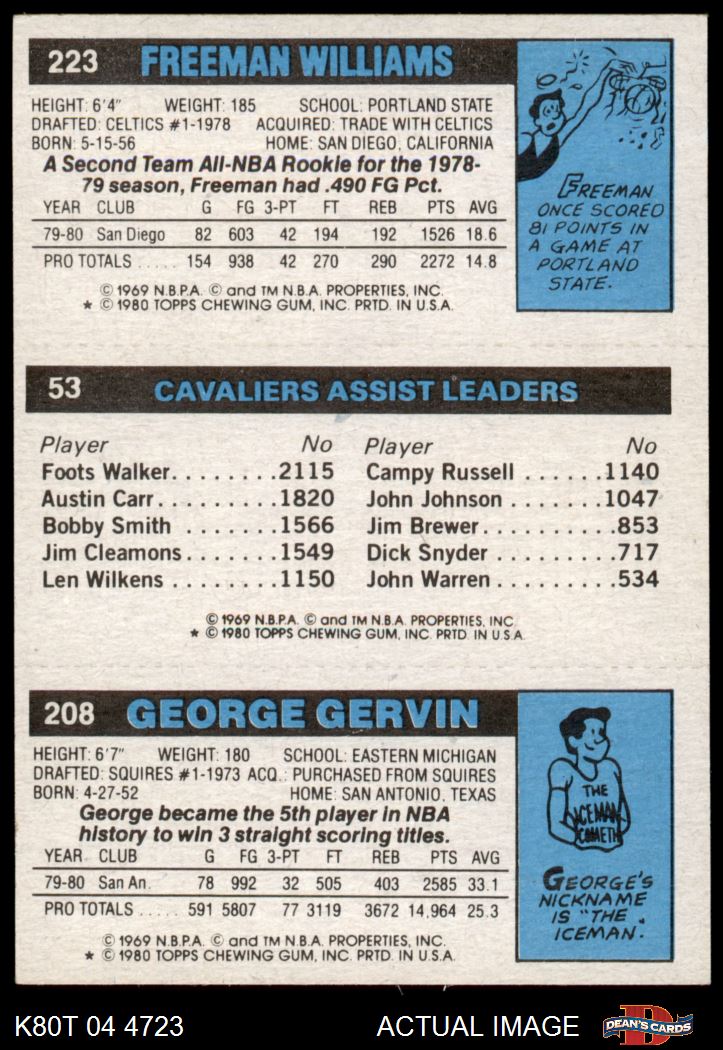 223 FREEMAN WILLIAMS
HEIGHT: 6'4" WEIGHT: 185 SCHOOL: PORTLAND STATE
DRAFTED: CELTICS #1-1978 ACQUIRED: TRADE WITH CELTICS
BORN: 5-15-56 HOME: SAN DIEGO, CALIFORNIA
A Second Team All-NBA Rookie for the 1978-
79 season, Freeman had .490 FG Pct.
YEAR CLUB G FG 3-PT FT REB PTS AVG
79-80 San Diego 82 603 42 194 192 1526 18.6
PRO TOTALS ..... 154 938 42 270 290 2272 14.8
© 1969 N.B.P.A. © and TM N.B.A. PROPERTIES, INC.
* © 1980 TOPPS CHEWING GUM, INC. PRTD. IN U.S.A.
FREEMAN
ONCE SCORED
81 POINTS IN
A GAME AT
PORTLAND
STATE.
53 CAVALIERS ASSIST LEADERS
Player No Player No
Foots Walker........2115 Campy Russell ......1140
Austin Carr.........1820 John Johnson .......1047
Bobby Smith ........1566 Jim Brewer.........853
Jim Cleamons.......1549 Dick Snyder ........717
Len Wilkens ........1150 John Warren ........534
© 1969 N.B.P.A. © and TM N.B.A. PROPERTIES, INC.
* © 1980 TOPPS CHEWING GUM, INC. PRTD. IN U.S.A.
208 GEORGE GERVIN
HEIGHT: 6'7" WEIGHT: 180 SCHOOL: EASTERN MICHIGAN
DRAFTED: SQUIRES #1-1973 ACQ.: PURCHASED FROM SQUIRES
BORN: 4-27-52 HOME: SAN ANTONIO, TEXAS
George became the 5th player in NBA
history to win 3 straight scoring titles.
YEAR CLUB G FG 3-PT FT REB PTS AVG
79-80 San An. 78 992 32 505 403 2585 33.1
PRO TOTALS ..... 591 5807 77 3119 3672 14,964 25.3
© 1969 N.B.P.A. © and TM N.B.A. PROPERTIES, INC.
* © 1980 TOPPS CHEWING GUM, INC. PRTD. IN U.S.A.
THE
ICEMAN
COMETH
GEORGE'S
NICKNAME
IS "THE
ICEMAN.
K80T 04 4723 ACTUAL IMAGE DEAN'S CARDS